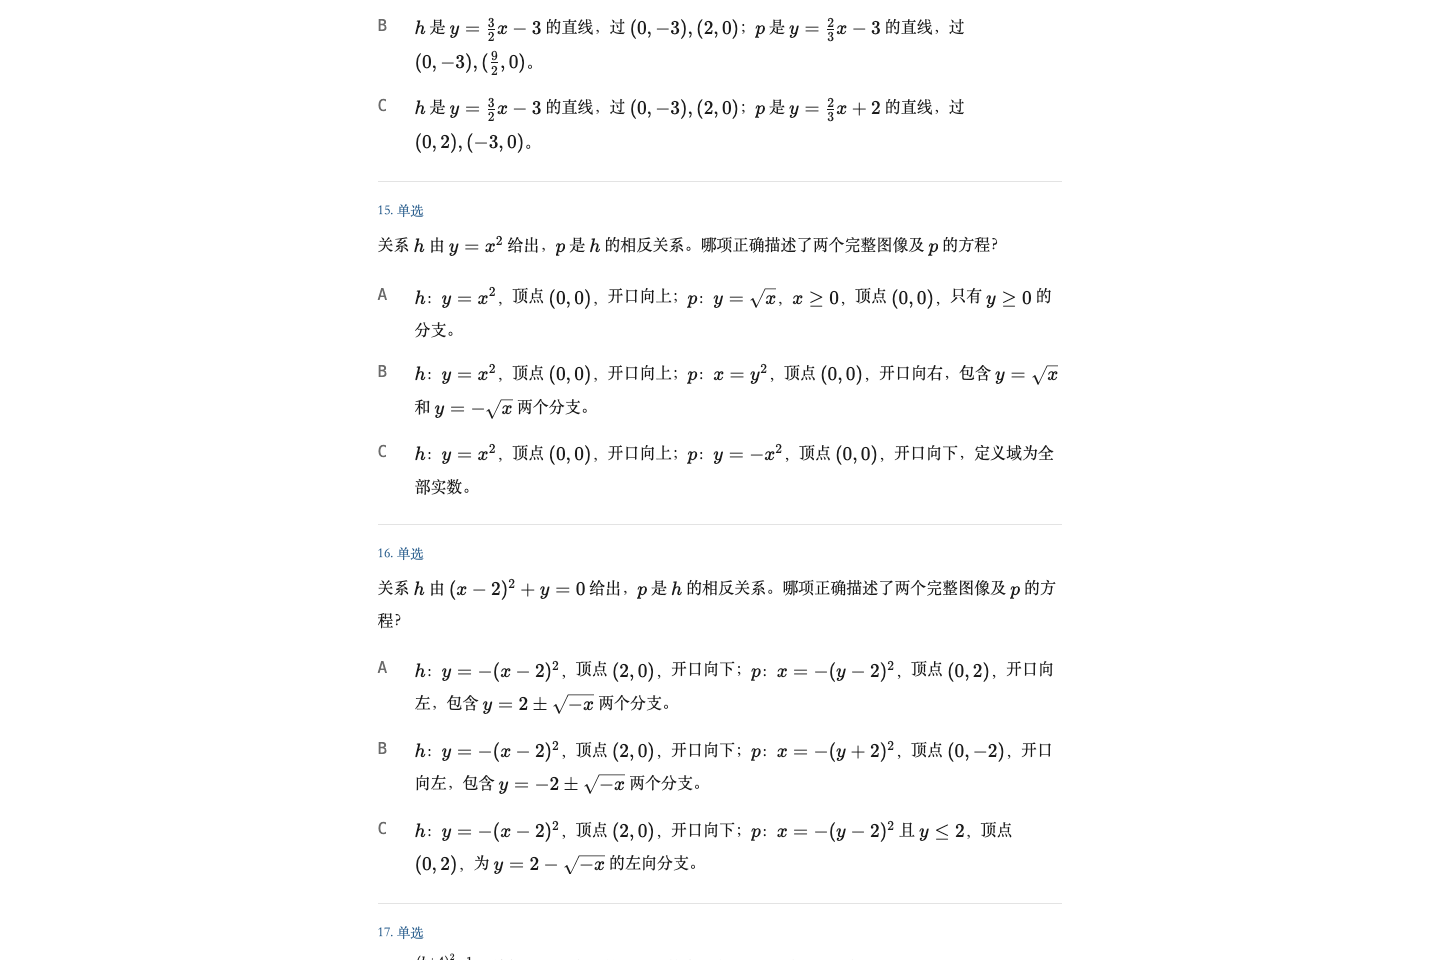 B h 是 y = 3/2 x − 3 的直线，过 (0, −3), (2, 0)；p 是 y = 2/3 x − 3 的直线，过
(0, −3), (9/2, 0)。
C h 是 y = 3/2 x − 3 的直线，过 (0, −3), (2, 0)；p 是 y = 2/3 x + 2 的直线，过
(0, 2), (−3, 0)。
15. 单选
关系 h 由 y = x² 给出，p 是 h 的相反关系。哪项正确描述了两个完整图像及 p 的方程？
A h：y = x²，顶点 (0, 0)，开口向上；p：y = √x，x ≥ 0，顶点 (0, 0)，只有 y ≥ 0 的
分支。
B h：y = x²，顶点 (0, 0)，开口向上；p：x = y²，顶点 (0, 0)，开口向右，包含 y = √x
和 y = −√x 两个分支。
C h：y = x²，顶点 (0, 0)，开口向上；p：y = −x²，顶点 (0, 0)，开口向下，定义域为全
部实数。
16. 单选
关系 h 由 (x − 2)² + y = 0 给出，p 是 h 的相反关系。哪项正确描述了两个完整图像及 p 的方
程？
A h：y = −(x − 2)²，顶点 (2, 0)，开口向下；p：x = −(y − 2)²，顶点 (0, 2)，开口向
左，包含 y = 2 ± √−x 两个分支。
B h：y = −(x − 2)²，顶点 (2, 0)，开口向下；p：x = −(y + 2)²，顶点 (0, −2)，开口
向左，包含 y = −2 ± √−x 两个分支。
C h：y = −(x − 2)²，顶点 (2, 0)，开口向下；p：x = −(y − 2)² 且 y ≤ 2，顶点
(0, 2)，为 y = 2 − √−x 的左向分支。
17. 单选